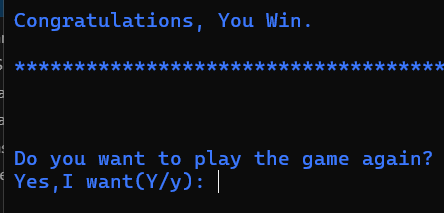 Congratulations, You Win.
************************************
Do you want to play the game again?
Yes,I want(Y/y):